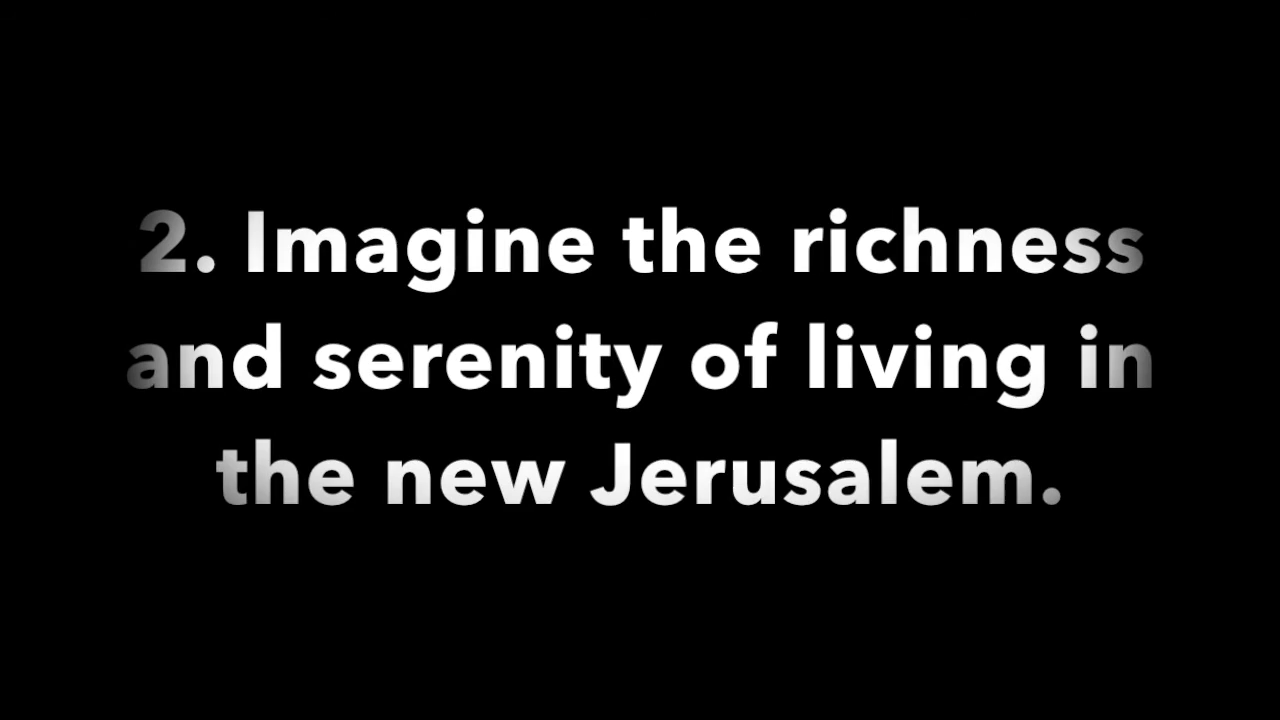 2. Imagine the richness
and serenity of living in
the new Jerusalem.